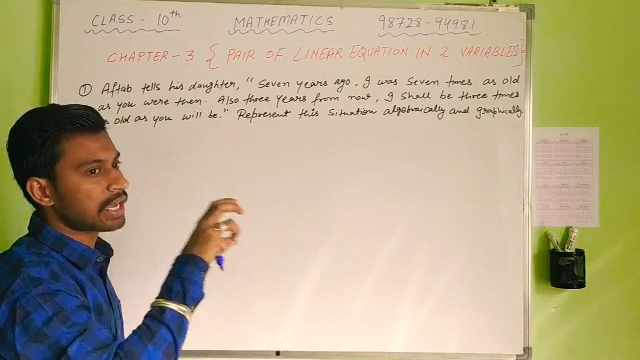 CLASS - 10th MATHEMATICS 98728-94981
CHAPTER-3 { PAIR OF LINEAR EQUATION IN 2 VARIABLES}
① Aftab tells his daughter, "Seven years ago, I was seven times as old
as you were then. Also three years from now, I shall be three times
as old as you will be." Represent this situation algebraically and graphically